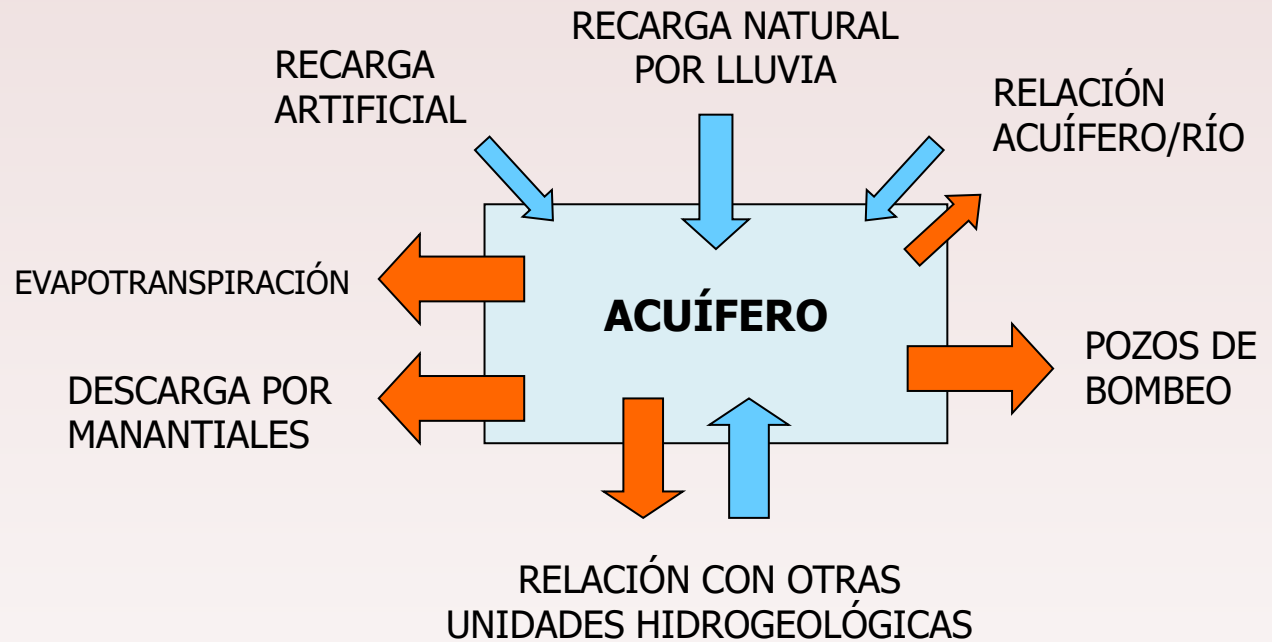 RECARGA NATURAL
POR LLUVIA
RECARGA
ARTIFICIAL
RELACIÓN
ACUÍFERO/RÍO
EVAPOTRANSPIRACIÓN
ACUÍFERO
POZOS DE
BOMBEO
DESCARGA POR
MANANTIALES
RELACIÓN CON OTRAS
UNIDADES HIDROGEOLÓGICAS